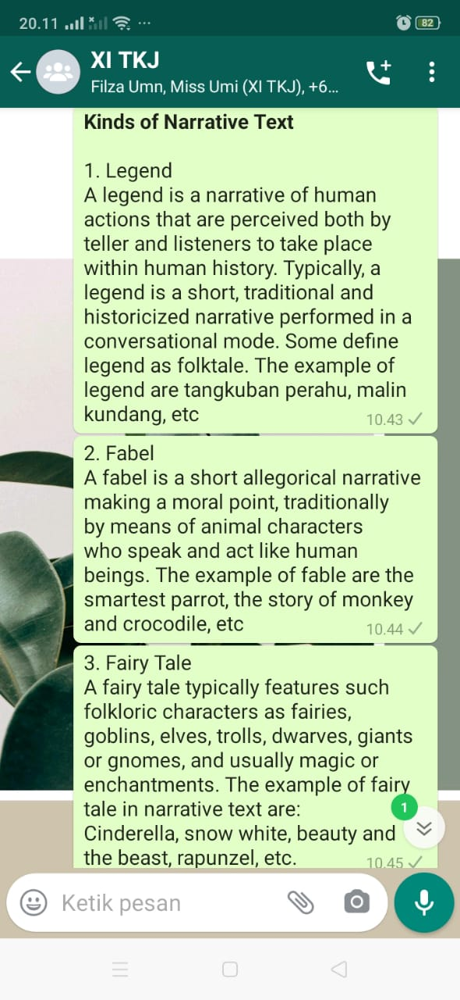 20.11
82
XI TKJ
Filza Umn, Miss Umi (XI TKJ), +6...
Kinds of Narrative Text
1. Legend
A legend is a narrative of human
actions that are perceived both by
teller and listeners to take place
within human history. Typically, a
legend is a short, traditional and
historicized narrative performed in a
conversational mode. Some define
legend as folktale. The example of
legend are tangkuban perahu, malin
kundang, etc
10.43
2. Fabel
A fabel is a short allegorical narrative
making a moral point, traditionally
by means of animal characters
who speak and act like human
beings. The example of fable are the
smartest parrot, the story of monkey
and crocodile, etc
10.44
3. Fairy Tale
A fairy tale typically features such
folkloric characters as fairies,
goblins, elves, trolls, dwarves, giants
or gnomes, and usually magic or
enchantments. The example of fairy
tale in narrative text are:
1
Cinderella, snow white, beauty and
the beast, rapunzel, etc.
10.45
Ketik pesan